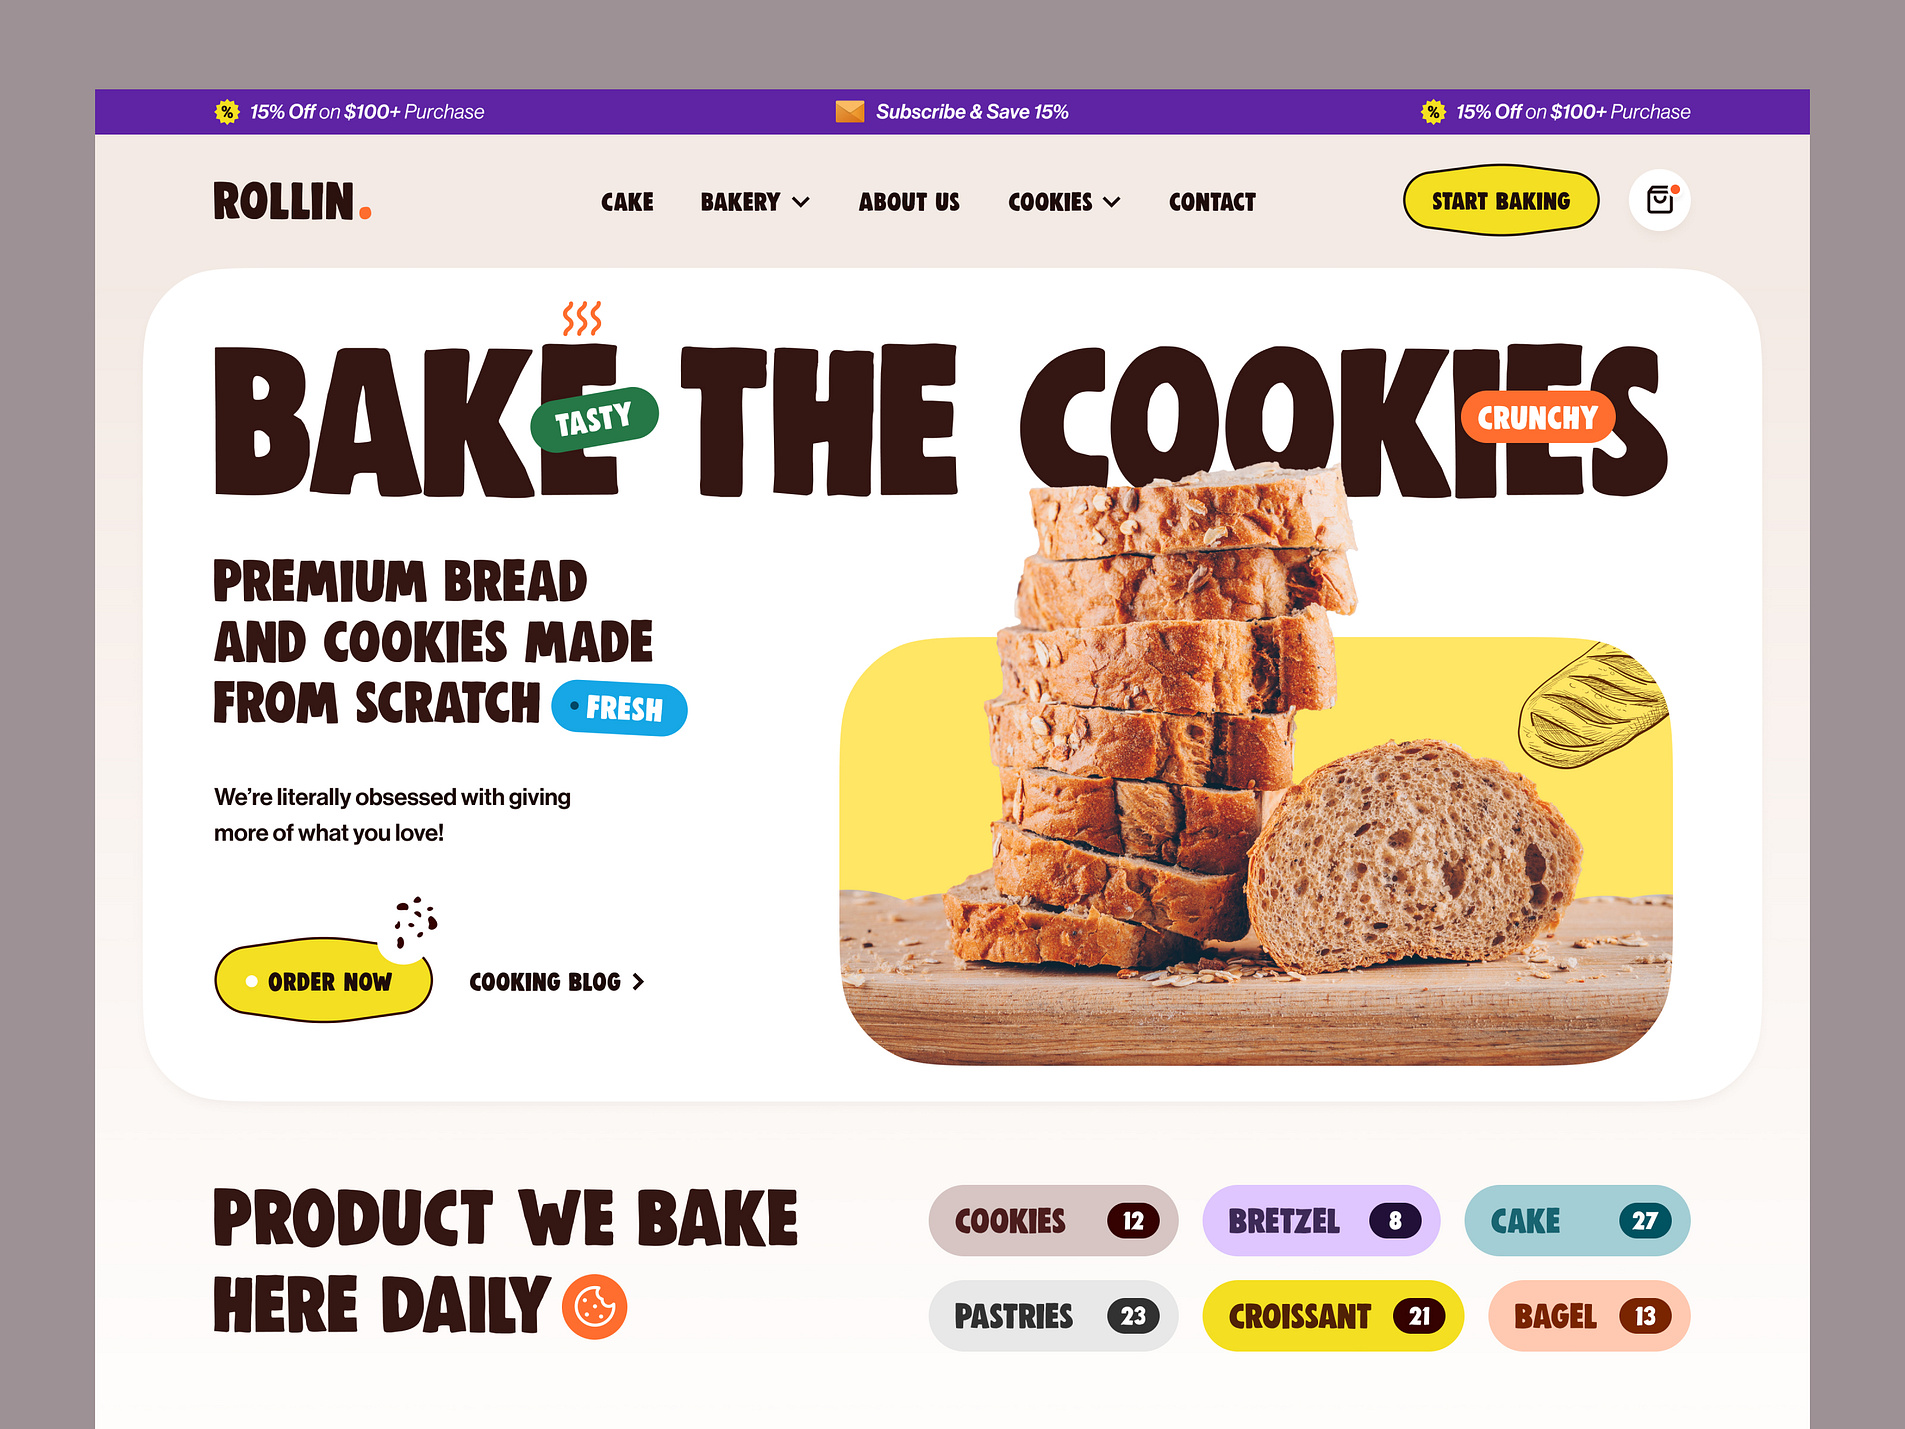 % 15% Off on $100+ Purchase
Subscribe & Save 15%
% 15% Off on $100+ Purchase
ROLLIN.
CAKE
BAKERY
ABOUT US
COOKIES
CONTACT
START BAKING
BAKE THE COOKIES
TASTY
CRUNCHY
PREMIUM BREAD
AND COOKIES MADE
FROM SCRATCH
FRESH
We're literally obsessed with giving
more of what you love!
ORDER NOW
COOKING BLOG
PRODUCT WE BAKE
HERE DAILY
COOKIES 12
BRETZEL 8
CAKE 27
PASTRIES 23
CROISSANT 21
BAGEL 13